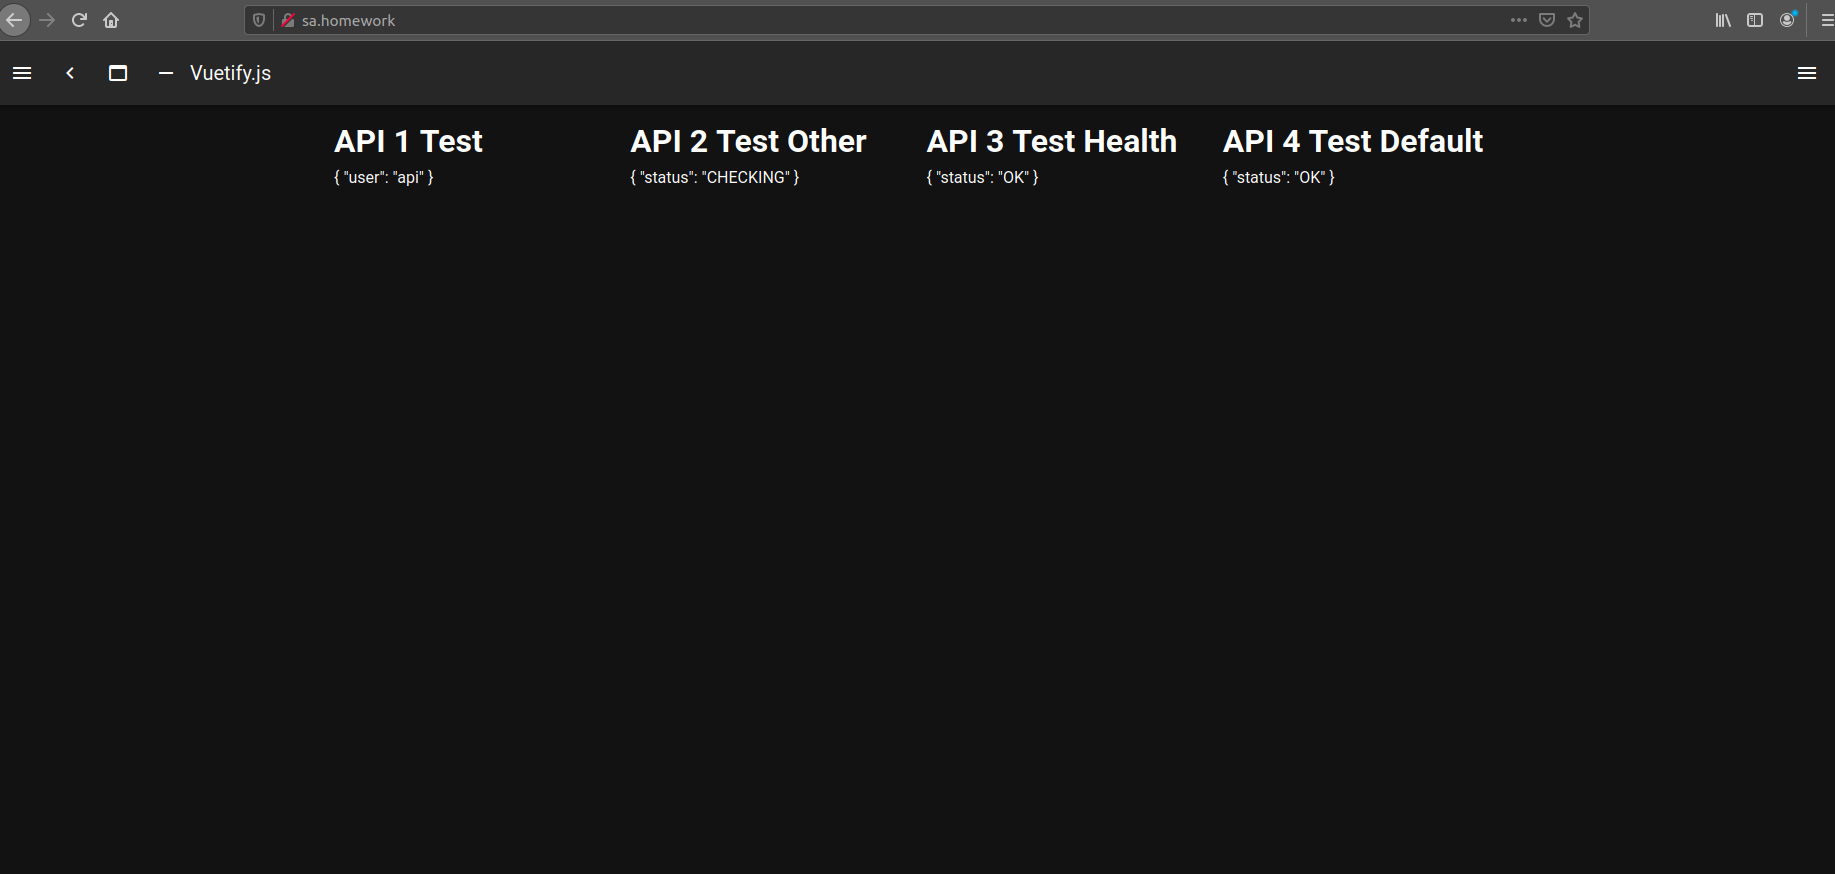 sa.homework
Vuetify.js
API 1 Test
{ "user": "api" }
API 2 Test Other
{ "status": "CHECKING" }
API 3 Test Health
{ "status": "OK" }
API 4 Test Default
{ "status": "OK" }